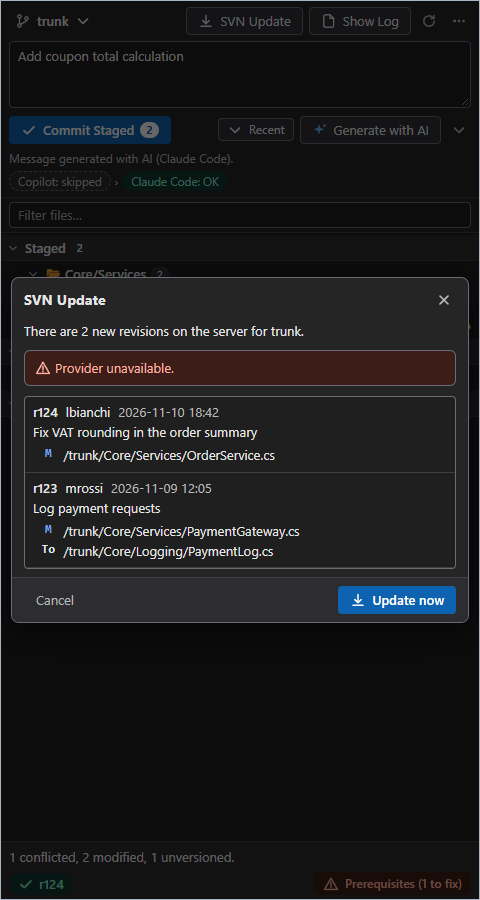 trunk
SVN Update
Show Log
Add coupon total calculation
Commit Staged 2
Recent
Generate with AI
Message generated with AI (Claude Code).
Copilot: skipped › Claude Code: OK
Filter files...
Staged 2
Core/Services 2
SVN Update
There are 2 new revisions on the server for trunk.
Provider unavailable.
r124 lbianchi 2026-11-10 18:42
Fix VAT rounding in the order summary
M /trunk/Core/Services/OrderService.cs
r123 mrossi 2026-11-09 12:05
Log payment requests
M /trunk/Core/Services/PaymentGateway.cs
To /trunk/Core/Logging/PaymentLog.cs
Cancel
Update now
1 conflicted, 2 modified, 1 unversioned.
r124
Prerequisites (1 to fix)